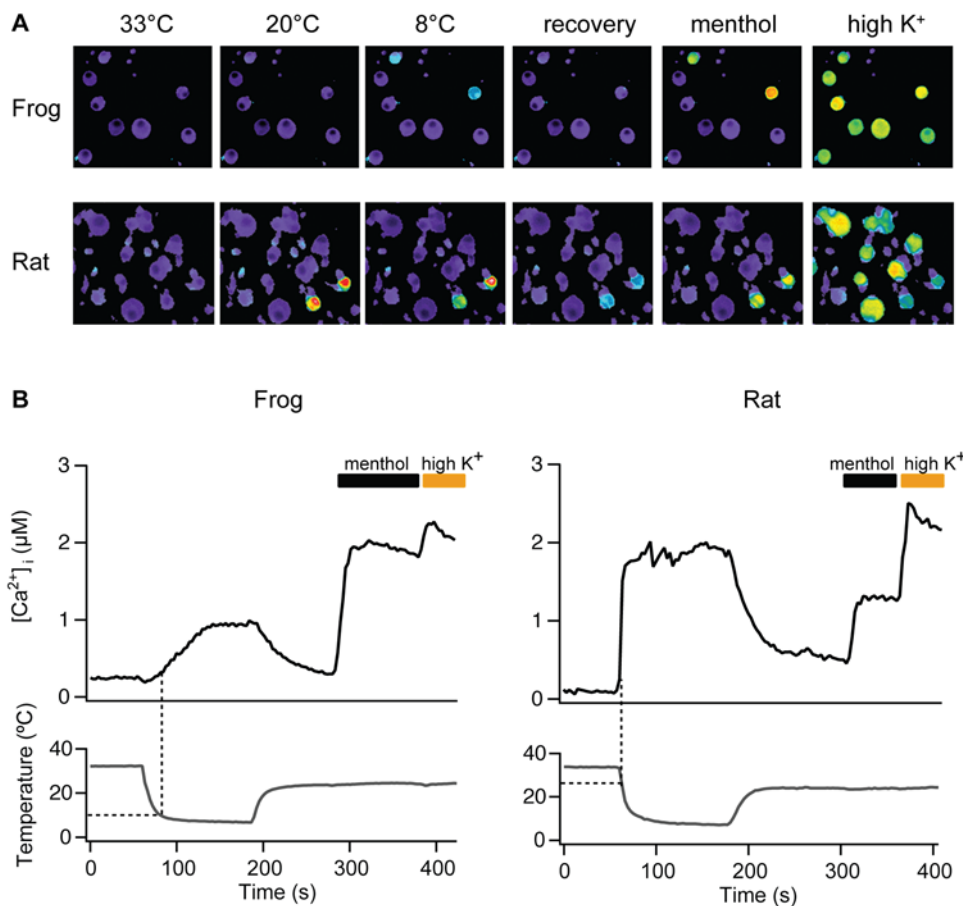 A 33°C 20°C 8°C recovery menthol high K⁺
Frog
Rat
B Frog Rat
menthol high K⁺ menthol high K⁺
3 3
2 2
1 1
0 0
[Ca²⁺]ᵢ (µM)
40 40
20 20
0 0
Temperature (ºC)
0 100 200 300 400 0 100 200 300 400
Time (s) Time (s)